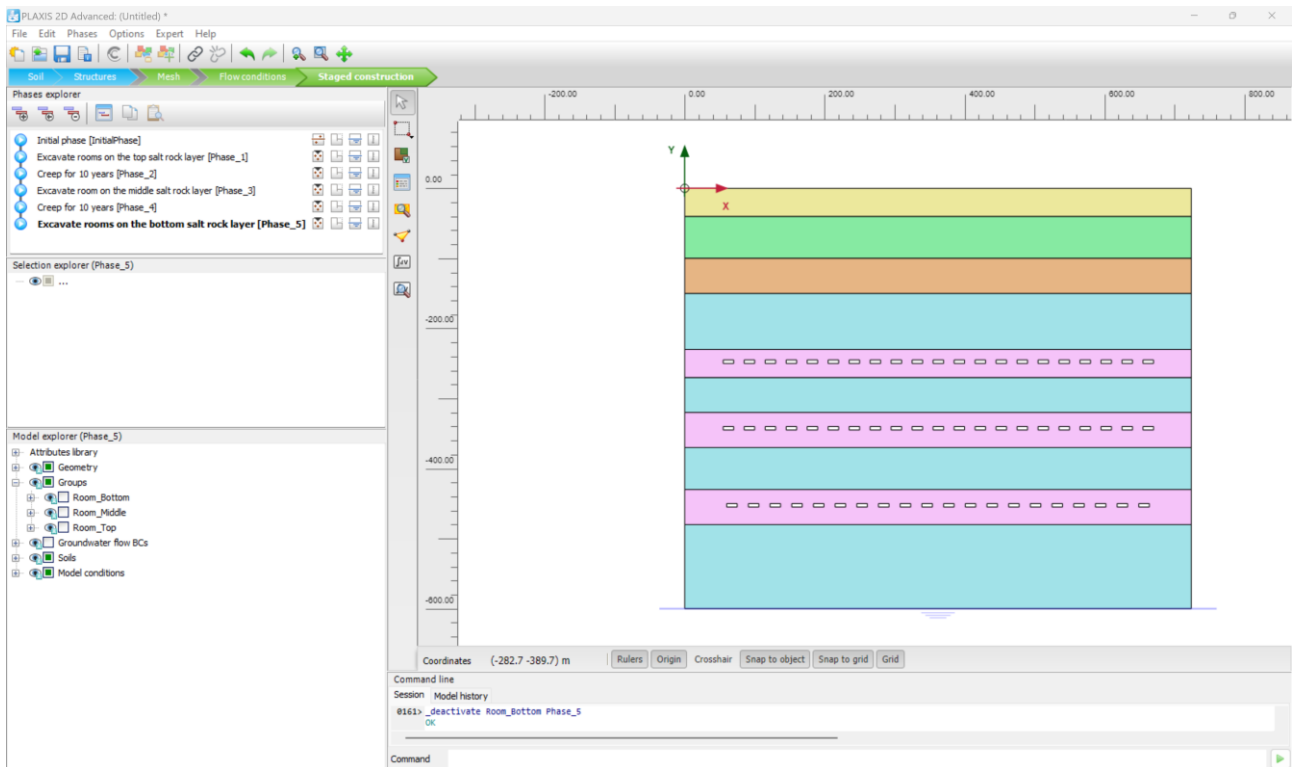 PLAXIS 2D Advanced: (Untitled) *
File Edit Phases Options Expert Help
Soil Structures Mesh Flow conditions Staged construction
Phases explorer
Initial phase [InitialPhase]
Excavate rooms on the top salt rock layer [Phase_1]
Creep for 10 years [Phase_2]
Excavate room on the middle salt rock layer [Phase_3]
Creep for 10 years [Phase_4]
Excavate rooms on the bottom salt rock layer [Phase_5]
Selection explorer (Phase_5)
...
Model explorer (Phase_5)
Attributes library
Geometry
Groups
Room_Bottom
Room_Middle
Room_Top
Groundwater flow BCs
Soils
Model conditions
-200.00 0.00 200.00 400.00 600.00 800.00
0.00
-200.00
-400.00
-600.00
Y
X
Coordinates (-282.7 -389.7) m Rulers Origin Crosshair Snap to object Snap to grid Grid
Command line
Session Model history
0161> _deactivate Room_Bottom Phase_5
OK
Command